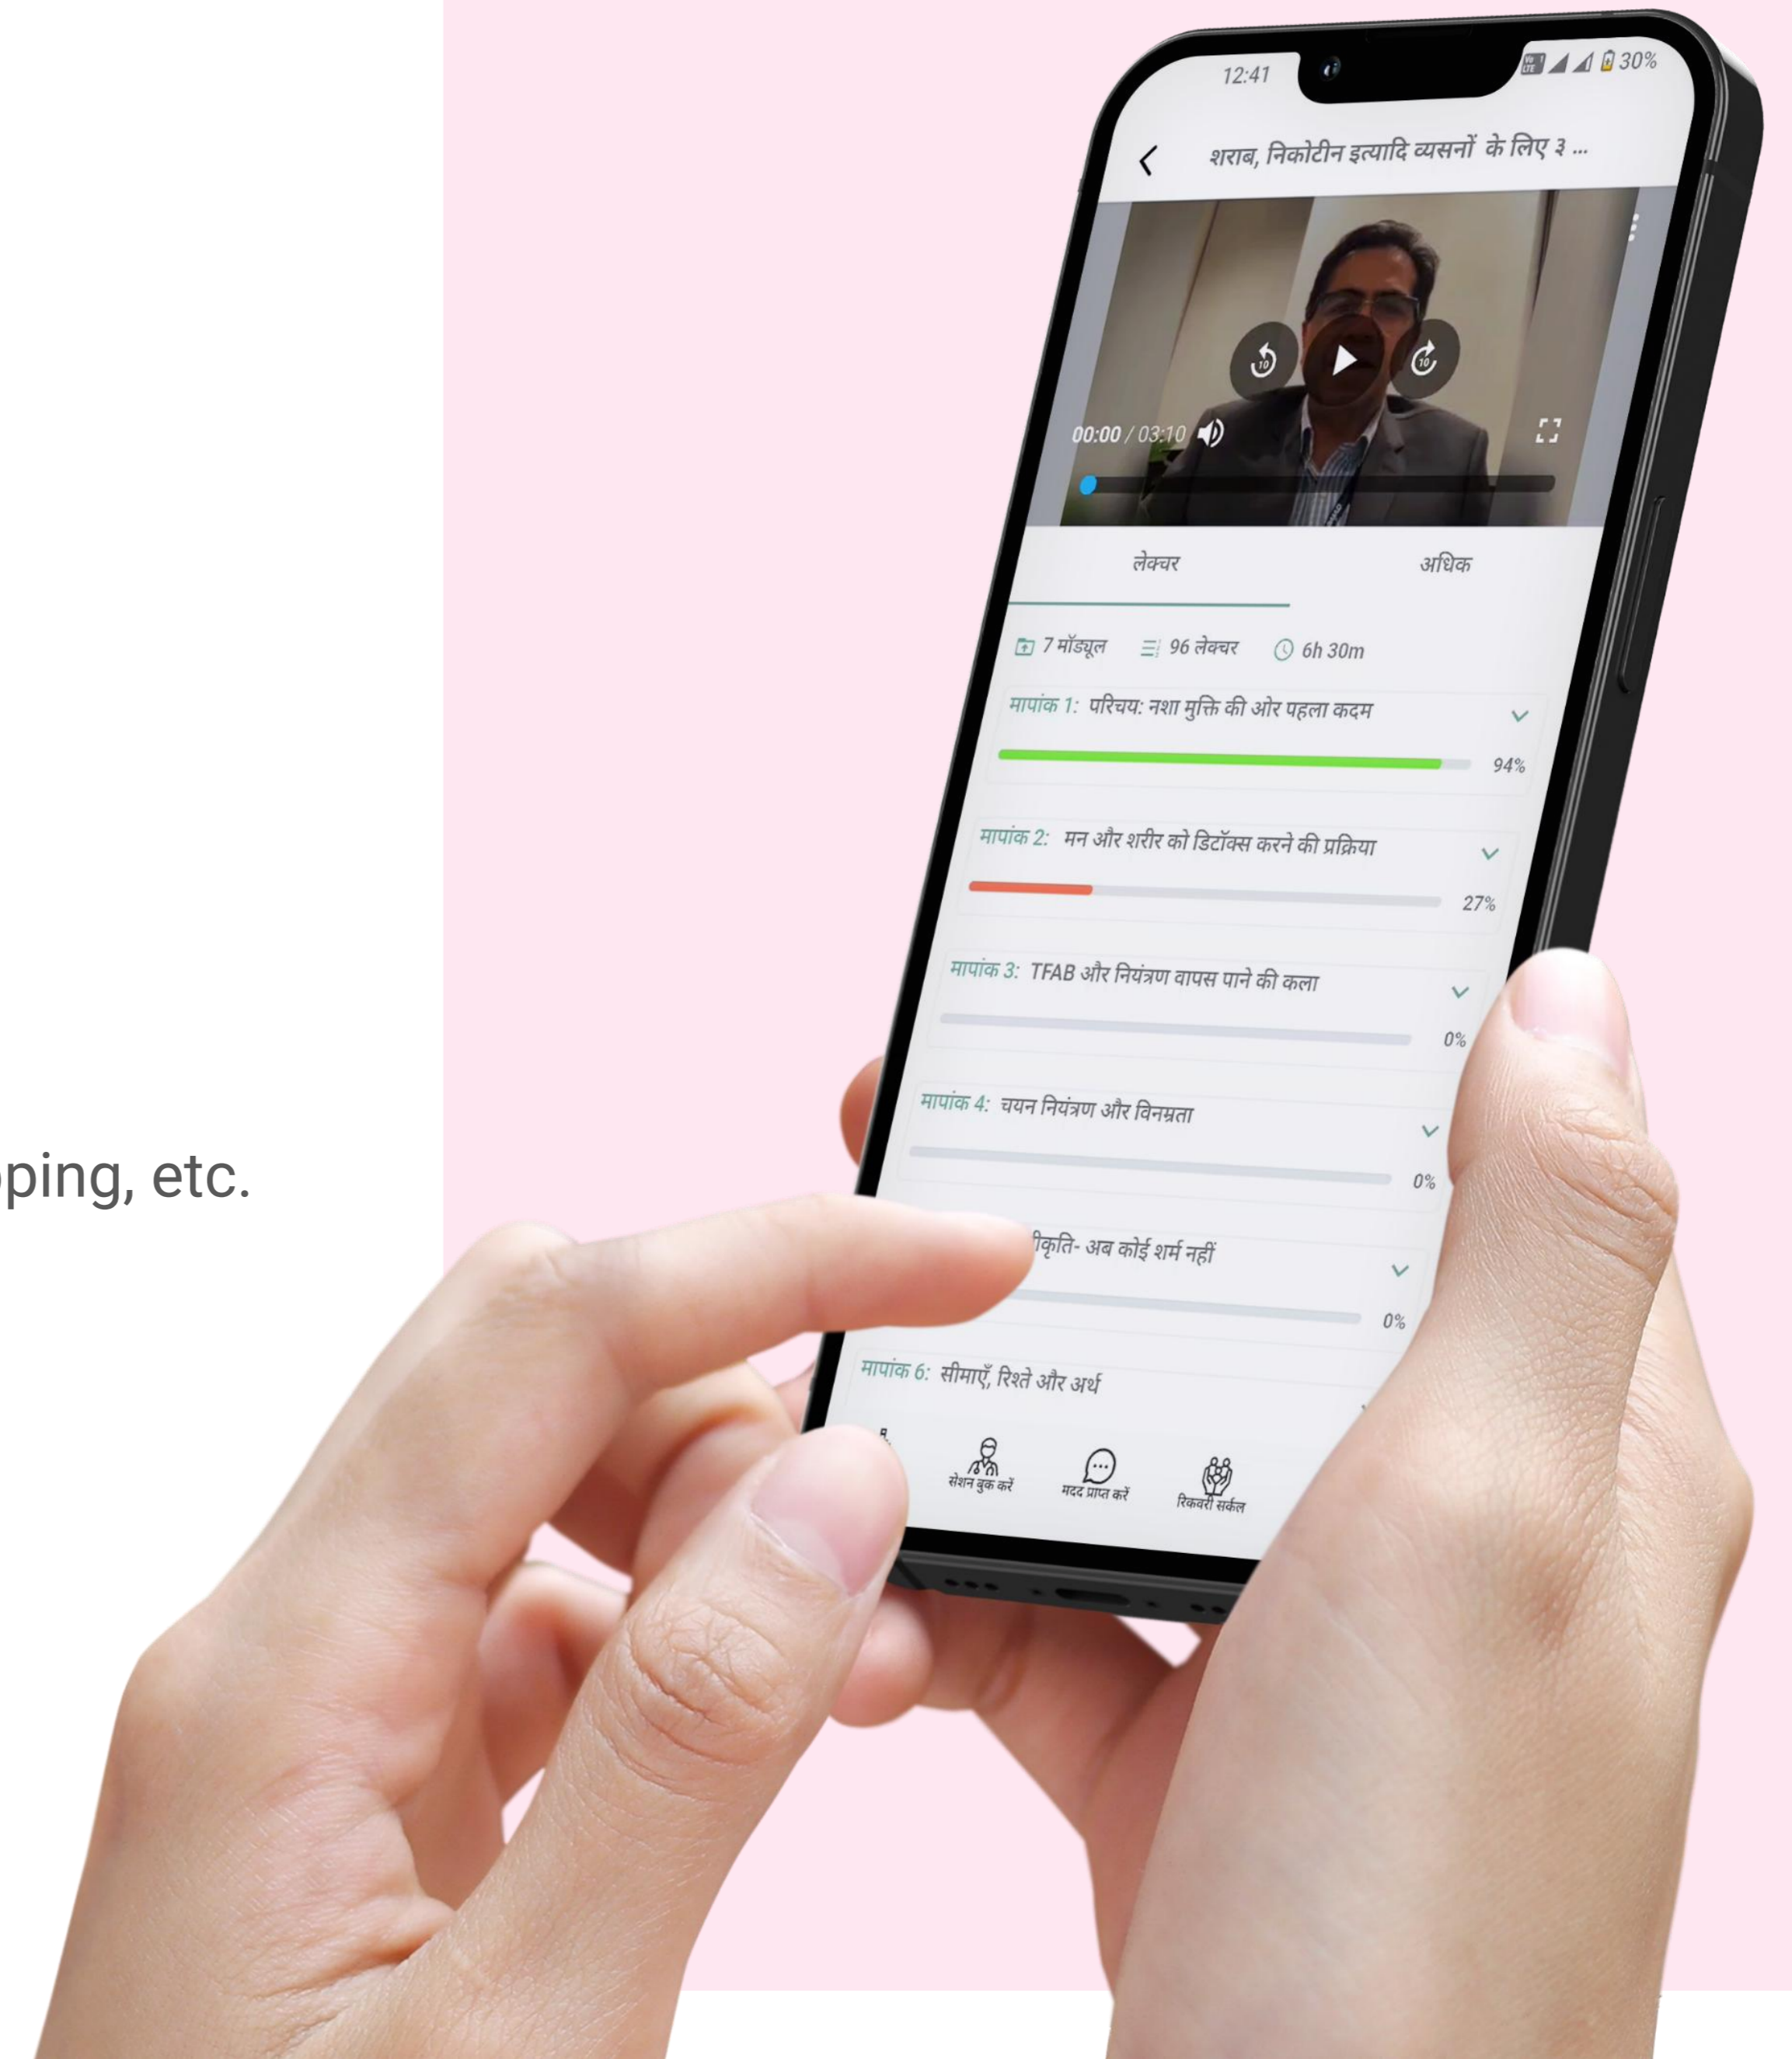 12:41
30%
शराब, निकोटीन इत्यादि व्यसनों के लिए ३ ...
10
10
00:00 / 03:10
लेक्चर
अधिक
7 मॉड्यूल
96 लेक्चर
6h 30m
मापांक 1: परिचय: नशा मुक्ति की ओर पहला कदम
94%
मापांक 2: मन और शरीर को डिटॉक्स करने की प्रक्रिया
27%
मापांक 3: TFAB और नियंत्रण वापस पाने की कला
0%
मापांक 4: चयन नियंत्रण और विनम्रता
0%
pping, etc.
अब कोई शर्म नहीं
0%
मापांक 6: सीमाएँ, रिश्ते और अर्थ
सेशन बुक करें
मदद प्राप्त करें
रिकवरी सर्कल